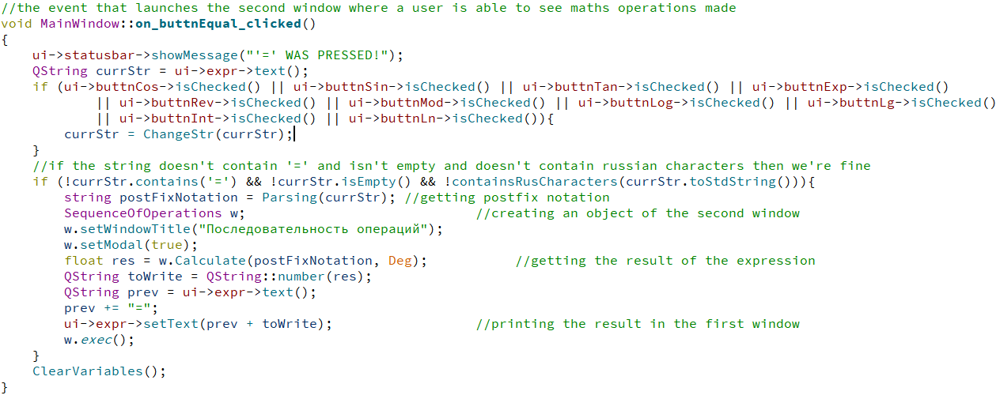 //the event that launches the second window where a user is able to see maths operations made
void MainWindow::on_buttnEqual_clicked()
{
    ui->statusbar->showMessage("'=' WAS PRESSED!");
    QString currStr = ui->expr->text();
    if (ui->buttnCos->isChecked() || ui->buttnSin->isChecked() || ui->buttnTan->isChecked() || ui->buttnExp->isChecked()
            || ui->buttnRev->isChecked() || ui->buttnMod->isChecked() || ui->buttnLog->isChecked() || ui->buttnLg->isChecked()
            || ui->buttnInt->isChecked() || ui->buttnLn->isChecked()){
        currStr = ChangeStr(currStr);
    }
    //if the string doesn't contain '=' and isn't empty and doesn't contain russian characters then we're fine
    if (!currStr.contains('=') && !currStr.isEmpty() && !containsRusCharacters(currStr.toStdString())){
        string postFixNotation = Parsing(currStr); //getting postfix notation
        SequenceOfOperations w;                             //creating an object of the second window
        w.setWindowTitle("Последовательность операций");
        w.setModal(true);
        float res = w.Calculate(postFixNotation, Deg);           //getting the result of the expression
        QString toWrite = QString::number(res);
        QString prev = ui->expr->text();
        prev += "=";
        ui->expr->setText(prev + toWrite);                  //printing the result in the first window
        w.exec();
    }
    ClearVariables();
}